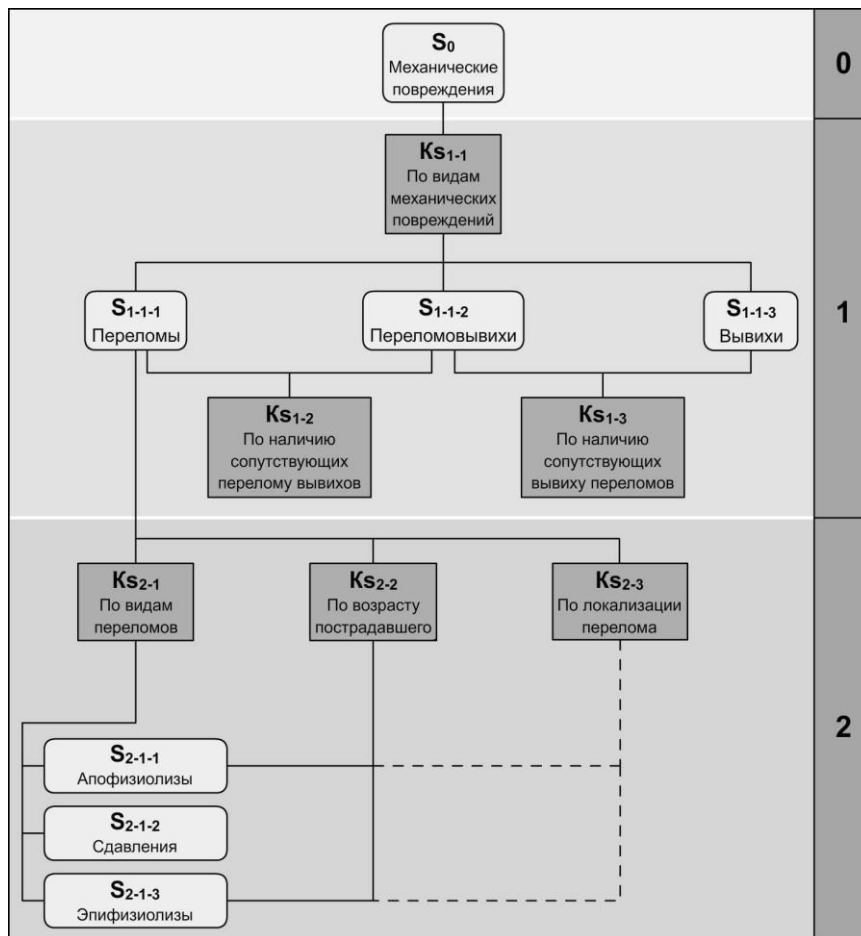 S0
Механические
повреждения
0
Ks1-1
По видам
механических
повреждений
S1-1-1
Переломы
S1-1-2
Переломовывихи
S1-1-3
Вывихи
1
Ks1-2
По наличию
сопутствующих
перелому вывихов
Ks1-3
По наличию
сопутствующих
вывиху переломов
Ks2-1
По видам
переломов
Ks2-2
По возрасту
пострадавшего
Ks2-3
По локализации
перелома
2
S2-1-1
Апофизиолизы
S2-1-2
Сдавления
S2-1-3
Эпифизиолизы